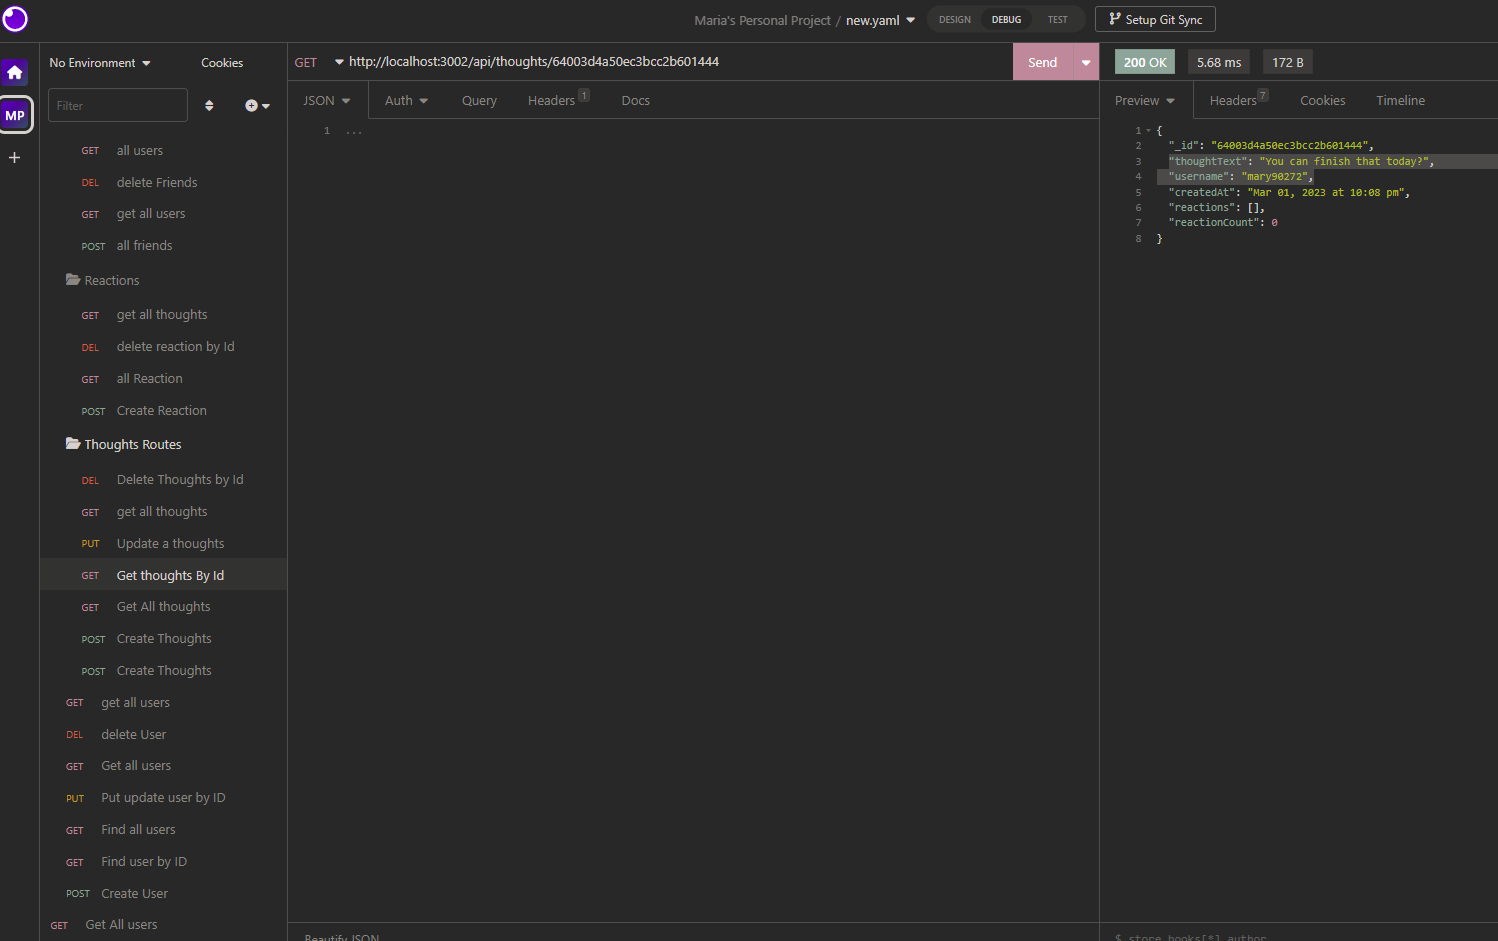 Maria's Personal Project / new.yaml
DESIGN DEBUG TEST
Setup Git Sync
MP
No Environment Cookies
Filter
GET all users
DEL delete Friends
GET get all users
POST all friends
Reactions
GET get all thoughts
DEL delete reaction by Id
GET all Reaction
POST Create Reaction
Thoughts Routes
DEL Delete Thoughts by Id
GET get all thoughts
PUT Update a thoughts
GET Get thoughts By Id
GET Get All thoughts
POST Create Thoughts
POST Create Thoughts
GET get all users
DEL delete User
GET Get all users
PUT Put update user by ID
GET Find all users
GET Find user by ID
POST Create User
GET Get All users
GET http://localhost:3002/api/thoughts/64003d4a50ec3bcc2b601444 Send
JSON Auth Query Headers 1 Docs
1 ...
Beautify JSON
200 OK 5.68 ms 172 B
Preview Headers 7 Cookies Timeline
1 {
2 "_id": "64003d4a50ec3bcc2b601444",
3 "thoughtText": "You can finish that today?",
4 "username": "mary90272",
5 "createdAt": "Mar 01, 2023 at 10:08 pm",
6 "reactions": [],
7 "reactionCount": 0
8 }
$.store.books[*].author